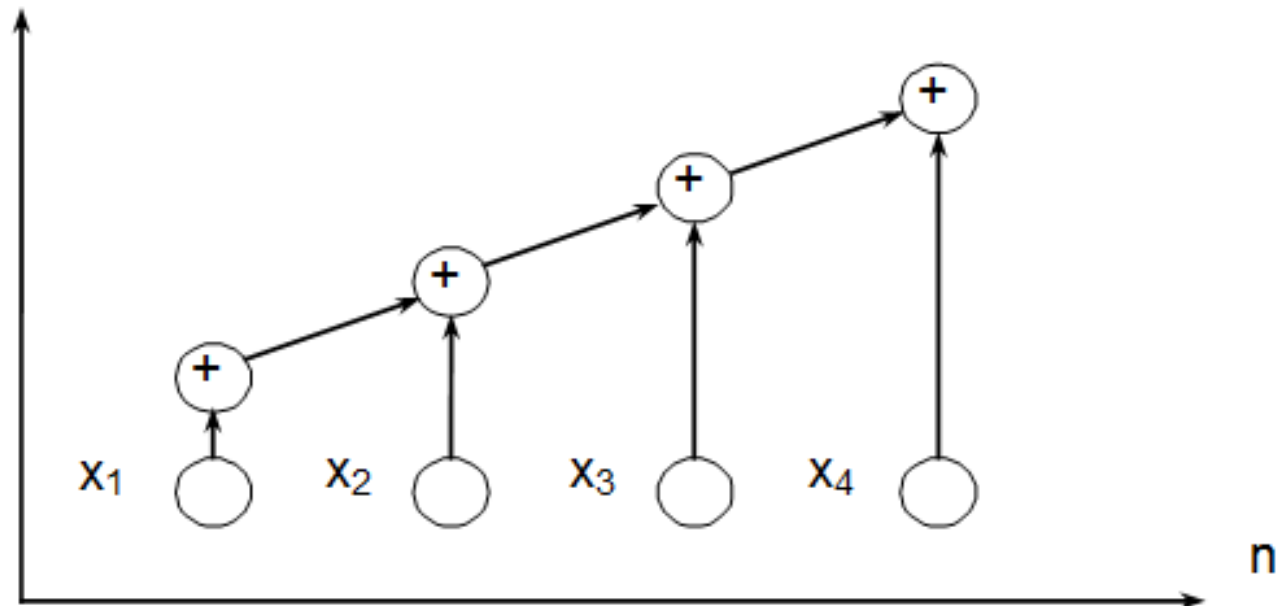 +
+
+
+
x₁ x₂ x₃ x₄
n